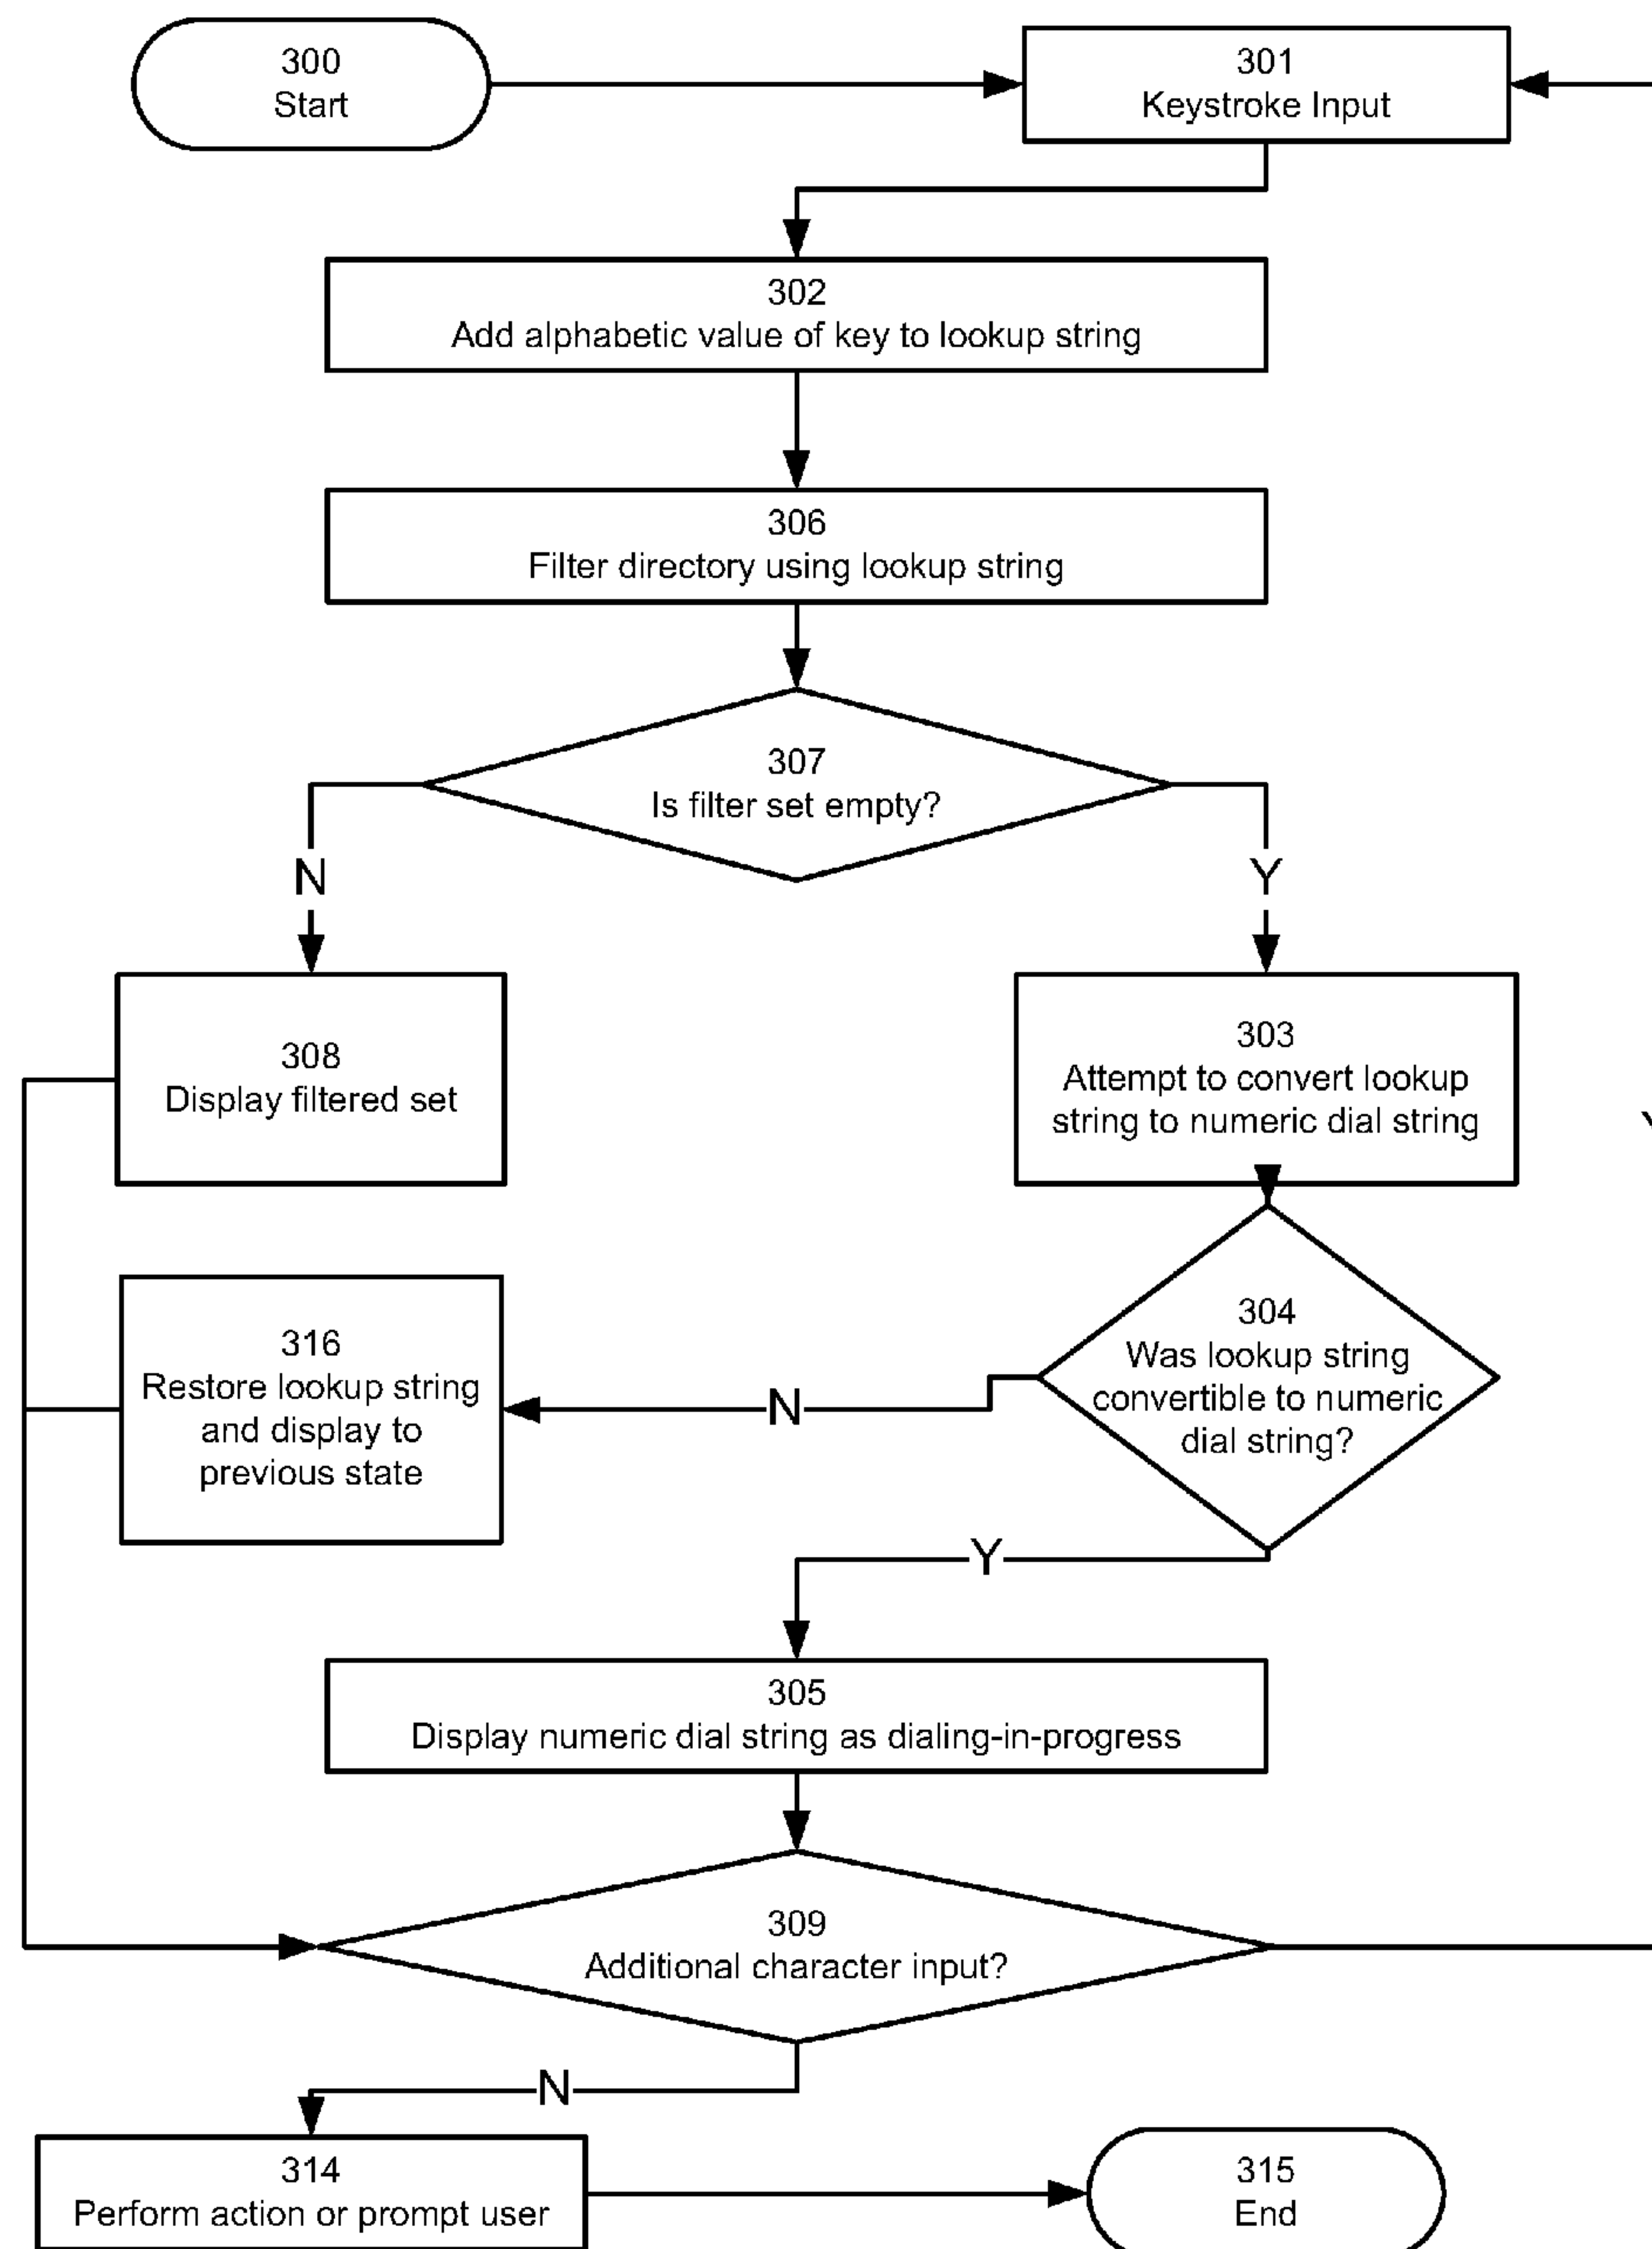 300
Start
301
Keystroke Input
302
Add alphabetic value of key to lookup string
306
Filter directory using lookup string
307
Is filter set empty?
N
Y
308
Display filtered set
303
Attempt to convert lookup
string to numeric dial string
304
Was lookup string
convertible to numeric
dial string?
N
316
Restore lookup string
and display to
previous state
Y
305
Display numeric dial string as dialing-in-progress
309
Additional character input?
N
314
Perform action or prompt user
315
End